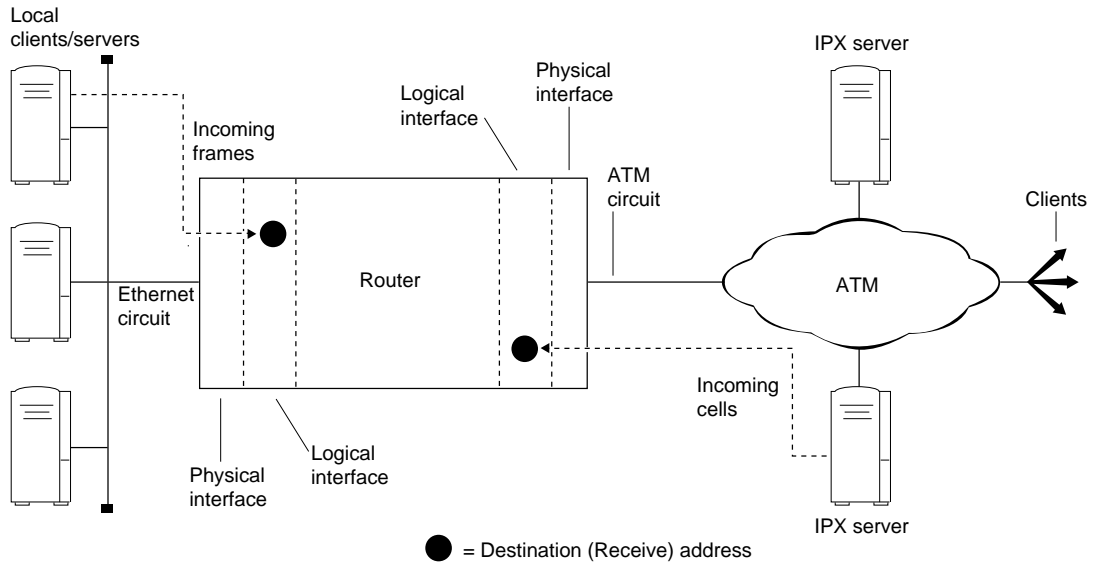 Local
clients/servers
IPX server
Physical
interface
Logical
interface
Incoming
frames
ATM
circuit
Clients
Router
ATM
Ethernet
circuit
Incoming
cells
Logical
interface
Physical
interface
IPX server
= Destination (Receive) address